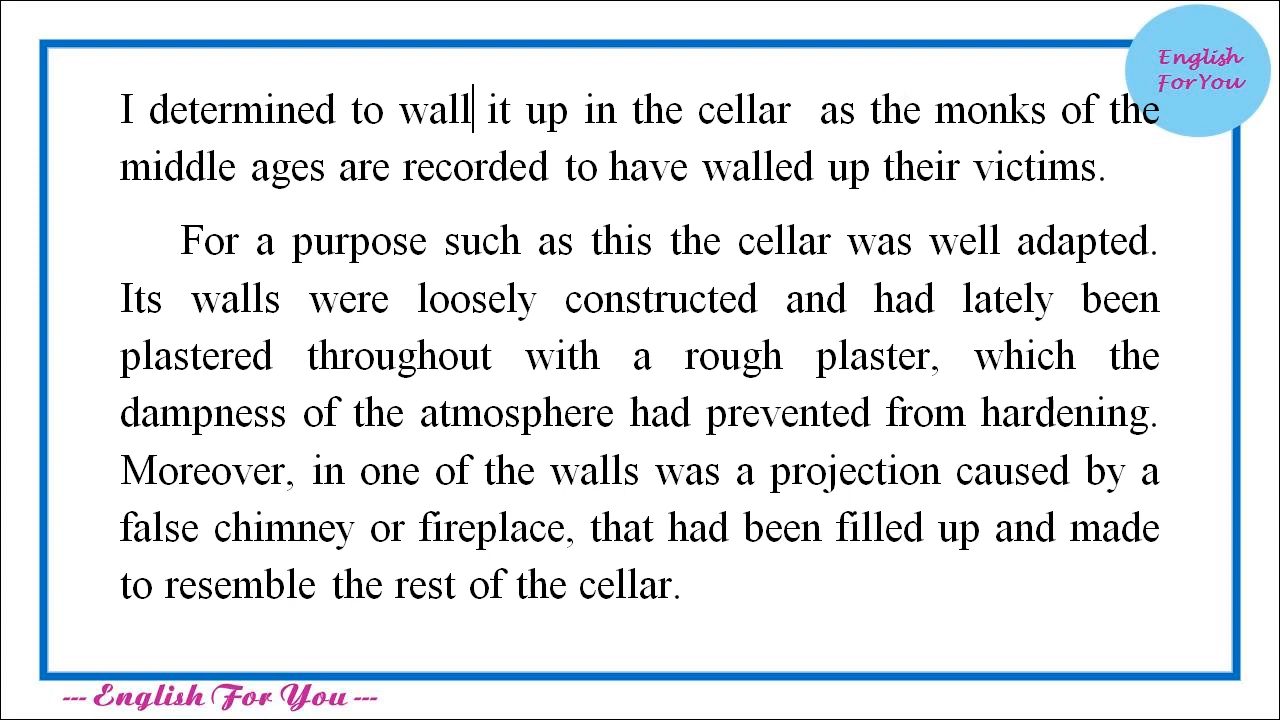 English
ForYou
I determined to wall it up in the cellar  as the monks of the
middle ages are recorded to have walled up their victims.
For a purpose such as this the cellar was well adapted.
Its walls were loosely constructed and had lately been
plastered throughout with a rough plaster, which the
dampness of the atmosphere had prevented from hardening.
Moreover, in one of the walls was a projection caused by a
false chimney or fireplace, that had been filled up and made
to resemble the rest of the cellar.
--- English For You ---